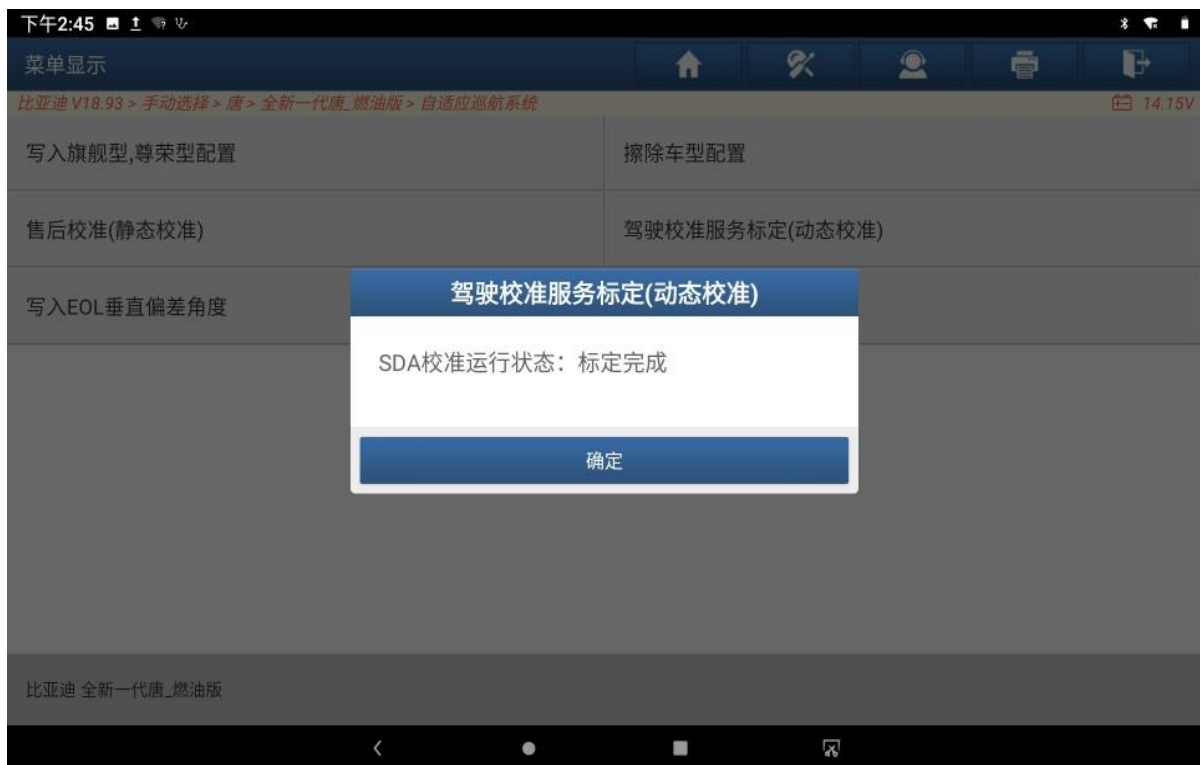 下午2:45
菜单显示
比亚迪 V18.93 > 手动选择 > 唐 > 全新一代唐_燃油版 > 自适应巡航系统
14.15V
写入旗舰型,尊荣型配置
擦除车型配置
售后校准(静态校准)
驾驶校准服务标定(动态校准)
写入EOL垂直偏差角度
驾驶校准服务标定(动态校准)
SDA校准运行状态：标定完成
确定
比亚迪 全新一代唐_燃油版